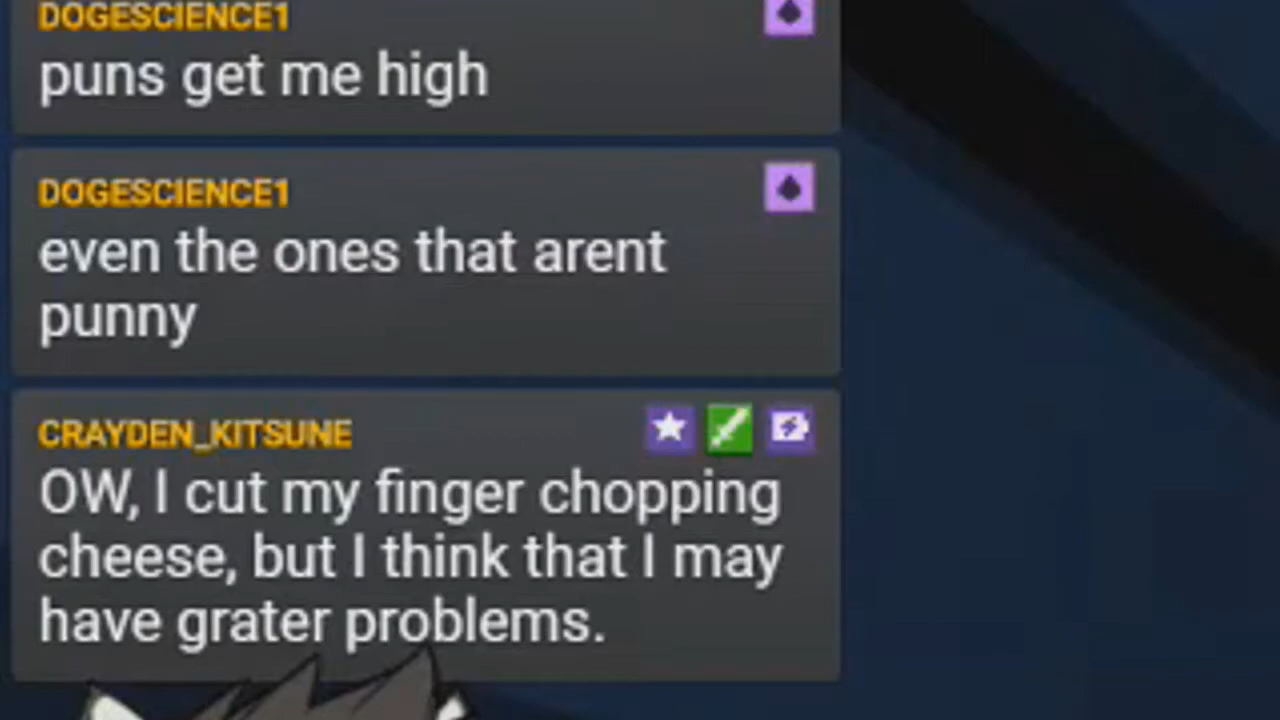 DOGESCIENCE1
puns get me high
DOGESCIENCE1
even the ones that arent
punny
CRAYDEN_KITSUNE
OW, I cut my finger chopping
cheese, but I think that I may
have grater problems.